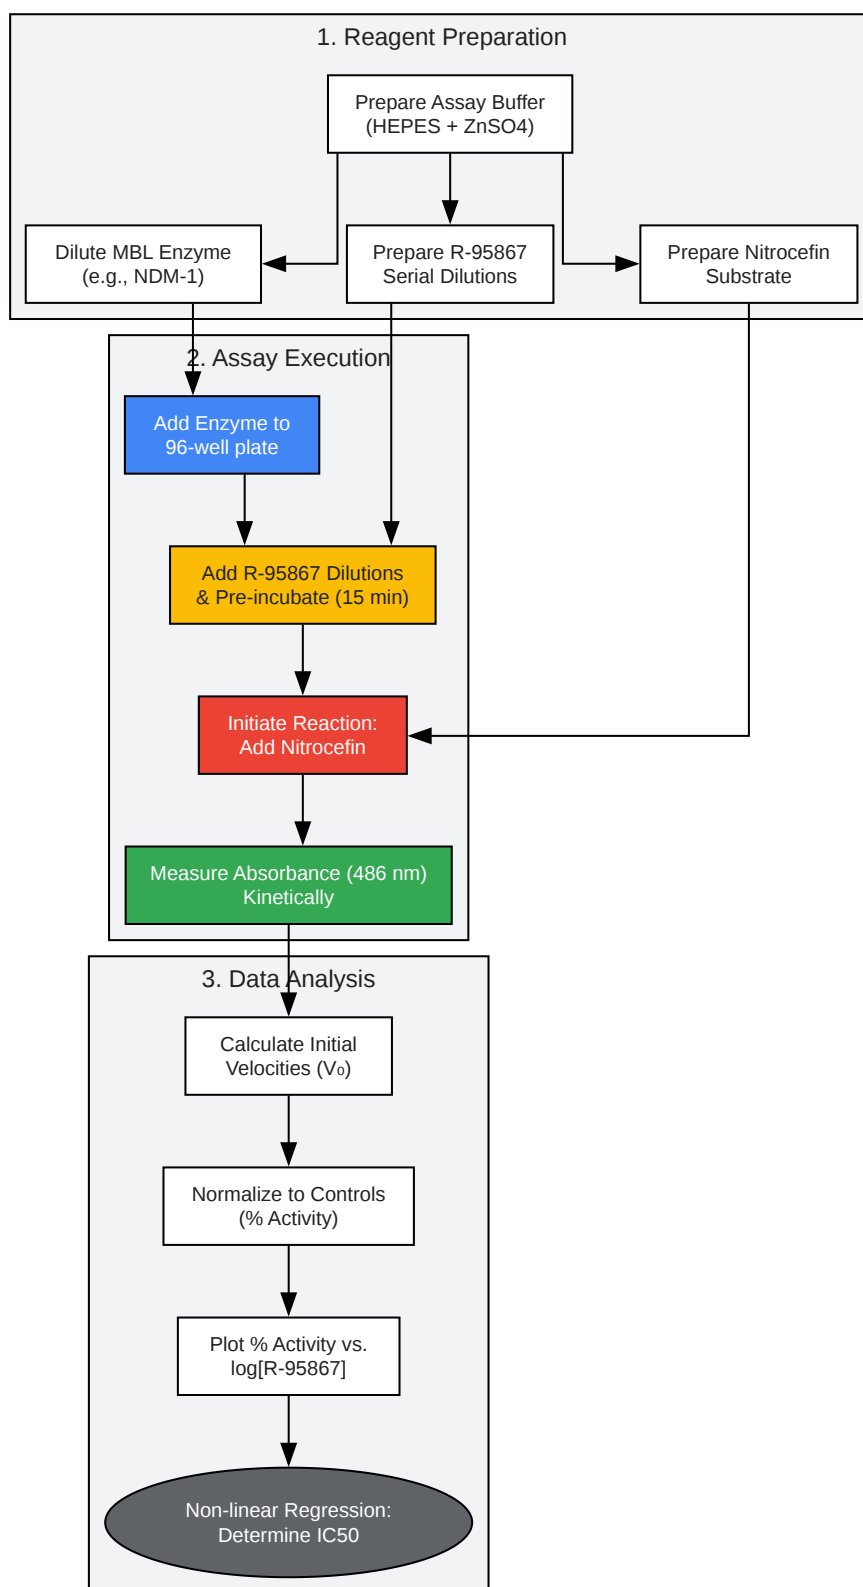 1. Reagent Preparation
Prepare Assay Buffer
(HEPES + ZnSO4)
Dilute MBL Enzyme
(e.g., NDM-1)
Prepare R-95867
Serial Dilutions
Prepare Nitrocefin
Substrate
2. Assay Execution
Add Enzyme to
96-well plate
Add R-95867 Dilutions
& Pre-incubate (15 min)
Initiate Reaction:
Add Nitrocefin
Measure Absorbance (486 nm)
Kinetically
3. Data Analysis
Calculate Initial
Velocities (V₀)
Normalize to Controls
(% Activity)
Plot % Activity vs.
log[R-95867]
Non-linear Regression:
Determine IC50